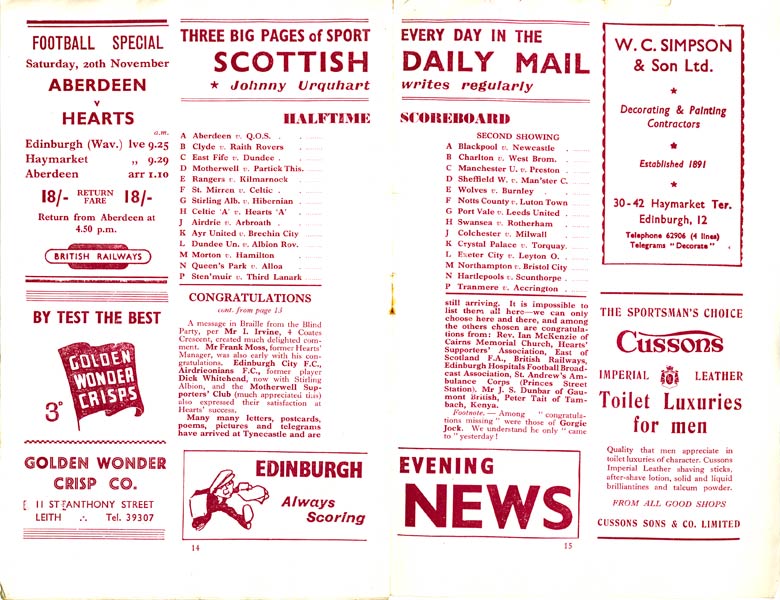 FOOTBALL SPECIAL
Saturday, 20th November
ABERDEEN
v
HEARTS
a.m.
Edinburgh (Wav.) lve 9.25
Haymarket „ 9.29
Aberdeen arr 1.10
18/- RETURN FARE 18/-
Return from Aberdeen at
4.50 p.m.
BRITISH RAILWAYS
BY TEST THE BEST
GOLDEN
WONDER
CRISPS
3D
GOLDEN WONDER
CRISP CO.
11 ST. ANTHONY STREET
LEITH ∴ Tel. 39307
THREE BIG PAGES of SPORT
SCOTTISH
★ Johnny Urquhart
HALFTIME
A Aberdeen v. Q.O.S.
B Clyde v. Raith Rovers
C East Fife v. Dundee
D Motherwell v. Partick This.
E Rangers v. Kilmarnock
F St. Mirren v. Celtic
G Stirling Alb. v. Hibernian
H Celtic 'A' v. Hearts 'A'
J Airdrie v. Arbroath
K Ayr United v. Brechin City
L Dundee Un. v. Albion Rov.
M Morton v. Hamilton
N Queen's Park v. Alloa
P Sten'muir v. Third Lanark
CONGRATULATIONS
cont. from page 13
A message in Braille from the Blind
Party, per Mr I. Irvine, 4 Coates
Crescent, created much delighted com-
ment. Mr Frank Moss, former Hearts'
Manager, was also early with his con-
gratulations. Edinburgh City F.C.,
Airdrieonians F.C., former player
Dick Whitehead, now with Stirling
Albion, and the Motherwell Sup-
porters' Club (much appreciated this)
also expressed their satisfaction at
Hearts' success.
Many many letters, postcards,
poems, pictures and telegrams
have arrived at Tynecastle and are
EDINBURGH
Always
Scoring
14
EVERY DAY IN THE
DAILY MAIL
writes regularly
SCOREBOARD
SECOND SHOWING
A Blackpool v. Newcastle
B Charlton v. West Brom.
C Manchester U v. Preston
D Sheffield W. v. Man'ster C.
E Wolves v. Burnley
F Notts County v. Luton Town
G Port Vale v. Leeds United
H Swansea v. Rotherham
J Colchester v. Milwall
K Crystal Palace v. Torquay.
L Exeter City v. Leyton O.
M Northampton v. Bristol City
N Hartlepools v. Scunthorpe
P Tranmere v. Accrington
still arriving. It is impossible to
list them all here—we can only
choose here and there, and among
the others chosen are congratula-
tions from: Rev. Ian McKenzie of
Cairns Memorial Church, Hearts'
Supporters' Association, East of
Scotland F.A., British Railways,
Edinburgh Hospitals Football Broad-
cast Association, St. Andrew's Am-
bulance Corps (Princes Street
Station), Mr J. S. Dunbar of Gau-
mont British, Peter Tait of Tam-
bach, Kenya.
Footnote.—Among "congratula-
tions missing" were those of Gorgie
Jock. We understand he only "came
to" yesterday!
EVENING
NEWS
15
W. C. SIMPSON
& Son Ltd.
★
Decorating & Painting
Contractors
★
Established 1891
★
30-42 Haymarket Ter.
Edinburgh, 12
Telephone 62906 (4 lines)
Telegrams "Decorate"
THE SPORTSMAN'S CHOICE
Cussons
IMPERIAL LEATHER
Toilet Luxuries
for men
Quality that men appreciate in
toilet luxuries of character. Cussons
Imperial Leather shaving sticks,
after-shave lotion, solid and liquid
brilliantines and talcum powder.
FROM ALL GOOD SHOPS
CUSSONS SONS & CO. LIMITED